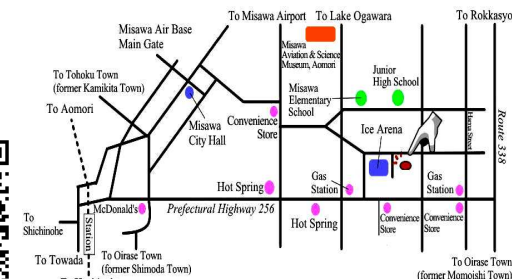 To Misawa Airport
To Lake Ogawara
To Rokkasyo
Misawa Air Base
Main Gate
Misawa
Aviation & Science
Museum, Aomori
To Tohoku Town
(former Kamikita Town)
Junior
High School
Misawa
Elementary
School
To Aomori
Convenience
Store
Misawa
City Hall
Ice Arena
Route 338
Gas
Station
Gas
Station
Hot Spring
McDonald's
Prefectural Highway 256
To
Shichinohe
Station
Hot Spring
Convenience
Store
Convenience
Store
To Towada
To Oirase Town
(former Shimoda Town)
To Oirase Town
(former Momoishi Town)